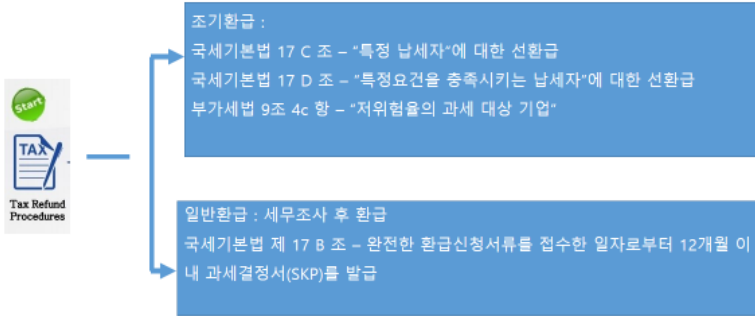 Start
TAX
Tax Refund
Procedures
조기환급 :
국세기본법 17 C 조 – “특정 납세자”에 대한 선환급
국세기본법 17 D 조 – “특정요건을 충족시키는 납세자”에 대한 선환급
부가세법 9조 4c 항 – “저위험율의 과세 대상 기업“
일반환급 : 세무조사 후 환급
국세기본법 제 17 B 조 – 완전한 환급신청서류를 접수한 일자로부터 12개월 이
내 과세결정서(SKP)를 발급